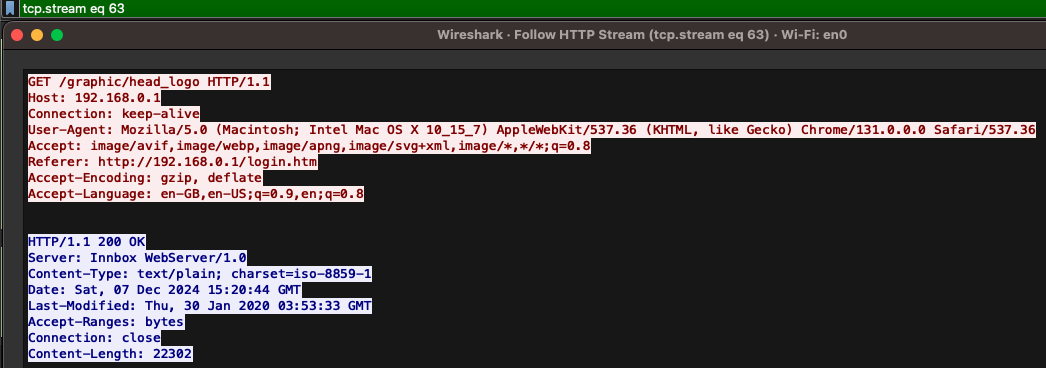 tcp.stream eq 63
Wireshark · Follow HTTP Stream (tcp.stream eq 63) · Wi-Fi: en0
GET /graphic/head_logo HTTP/1.1
Host: 192.168.0.1
Connection: keep-alive
User-Agent: Mozilla/5.0 (Macintosh; Intel Mac OS X 10_15_7) AppleWebKit/537.36 (KHTML, like Gecko) Chrome/131.0.0.0 Safari/537.36
Accept: image/avif,image/webp,image/apng,image/svg+xml,image/*,*/*;q=0.8
Referer: http://192.168.0.1/login.htm
Accept-Encoding: gzip, deflate
Accept-Language: en-GB,en-US;q=0.9,en;q=0.8
HTTP/1.1 200 OK
Server: Innbox WebServer/1.0
Content-Type: text/plain; charset=iso-8859-1
Date: Sat, 07 Dec 2024 15:20:44 GMT
Last-Modified: Thu, 30 Jan 2020 03:53:33 GMT
Accept-Ranges: bytes
Connection: close
Content-Length: 22302